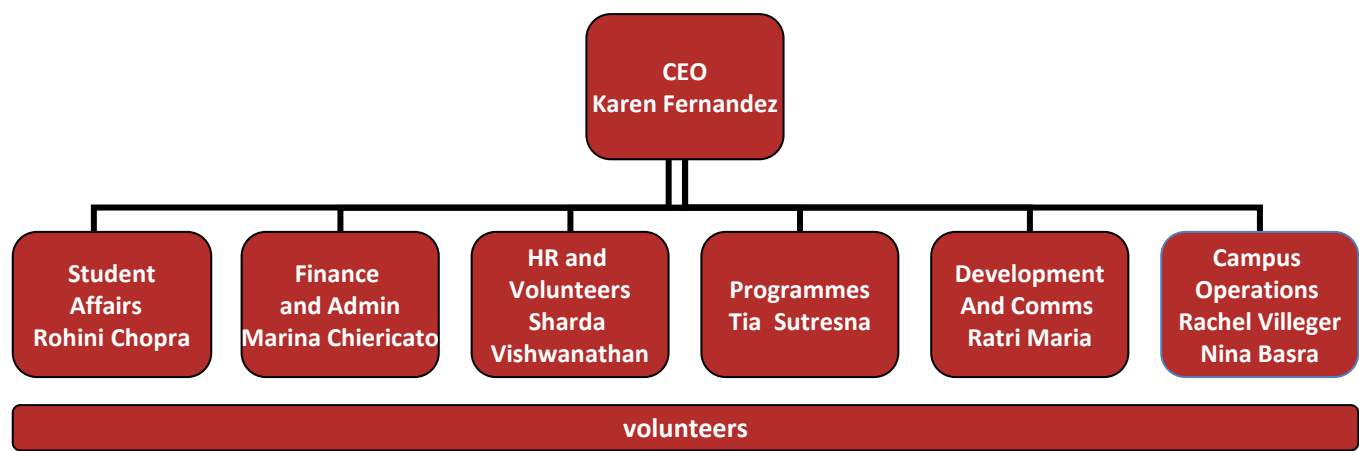 CEO
Karen Fernandez
Student
Affairs
Rohini Chopra
Finance
and Admin
Marina Chiericato
HR and
Volunteers
Sharda
Vishwanathan
Programmes
Tia Sutresna
Development
And Comms
Ratri Maria
Campus
Operations
Rachel Villeger
Nina Basra
volunteers